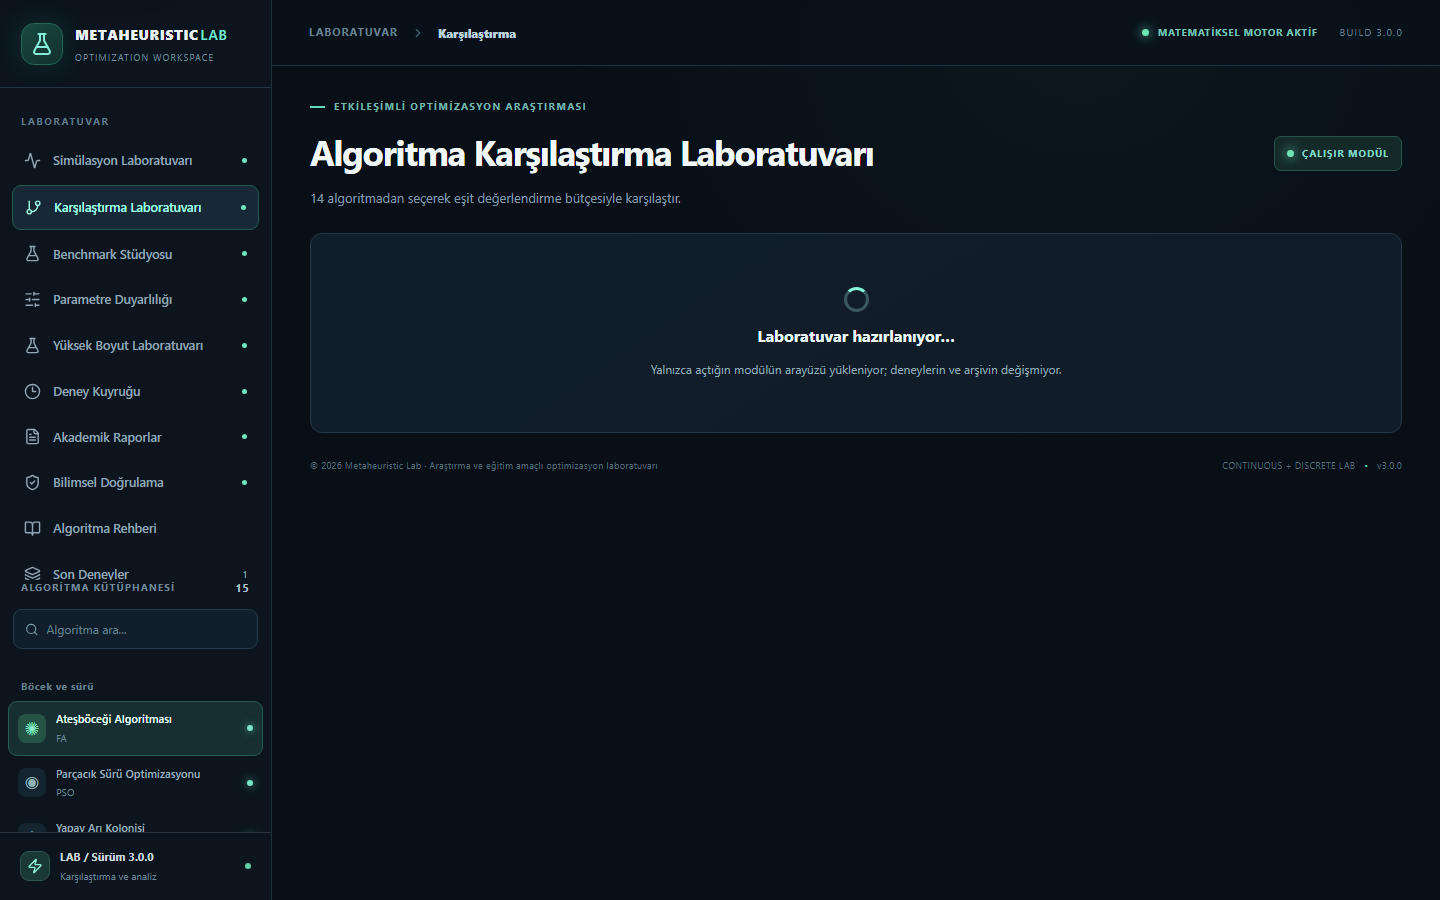 METAHEURISTICLAB
OPTIMIZATION WORKSPACE
LABORATUVAR
Simülasyon Laboratuvarı
Karşılaştırma Laboratuvarı
Benchmark Stüdyosu
Parametre Duyarlılığı
Yüksek Boyut Laboratuvarı
Deney Kuyruğu
Akademik Raporlar
Bilimsel Doğrulama
Algoritma Rehberi
Son Deneyler 1
ALGORİTMA KÜTÜPHANESİ 15
Algoritma ara...
Böcek ve sürü
Ateşböceği Algoritması
FA
Parçacık Sürü Optimizasyonu
PSO
Yapay Arı Kolonisi
LAB / Sürüm 3.0.0
Karşılaştırma ve analiz
LABORATUVAR > Karşılaştırma
MATEMATİKSEL MOTOR AKTİF BUILD 3.0.0
ETKİLEŞİMLİ OPTİMİZASYON ARAŞTIRMASI
Algoritma Karşılaştırma Laboratuvarı
ÇALIŞIR MODÜL
14 algoritmadan seçerek eşit değerlendirme bütçesiyle karşılaştır.
Laboratuvar hazırlanıyor...
Yalnızca açtığın modülün arayüzü yükleniyor; deneylerin ve arşivin değişmiyor.
© 2026 Metaheuristic Lab · Araştırma ve eğitim amaçlı optimizasyon laboratuvarı
CONTINUOUS + DISCRETE LAB • v3.0.0